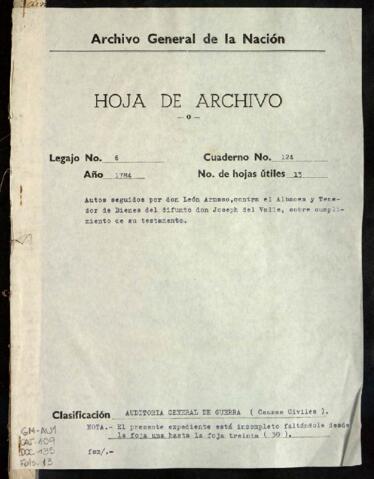 Archivo General de la Nación
HOJA DE ARCHIVO
— o —
Legajo No. 6 Cuaderno No. 124
Año 1784 No. de hojas útiles 13
Autos seguidos por don León contra el Albacea y Tene-
dor de Bienes del difunto don Joseph del Valle, sobre cumpli-
miento de su testamento.
Clasificación AUDITORIA GENERAL DE GUERRA ( Causas Civiles ).
NOTA.- El presente expediente está incompleto faltándole desde
la foja una hasta la foja treinta ( 30 ).
GM-AU1
CAJ-109
DOC-135
Fols. 13